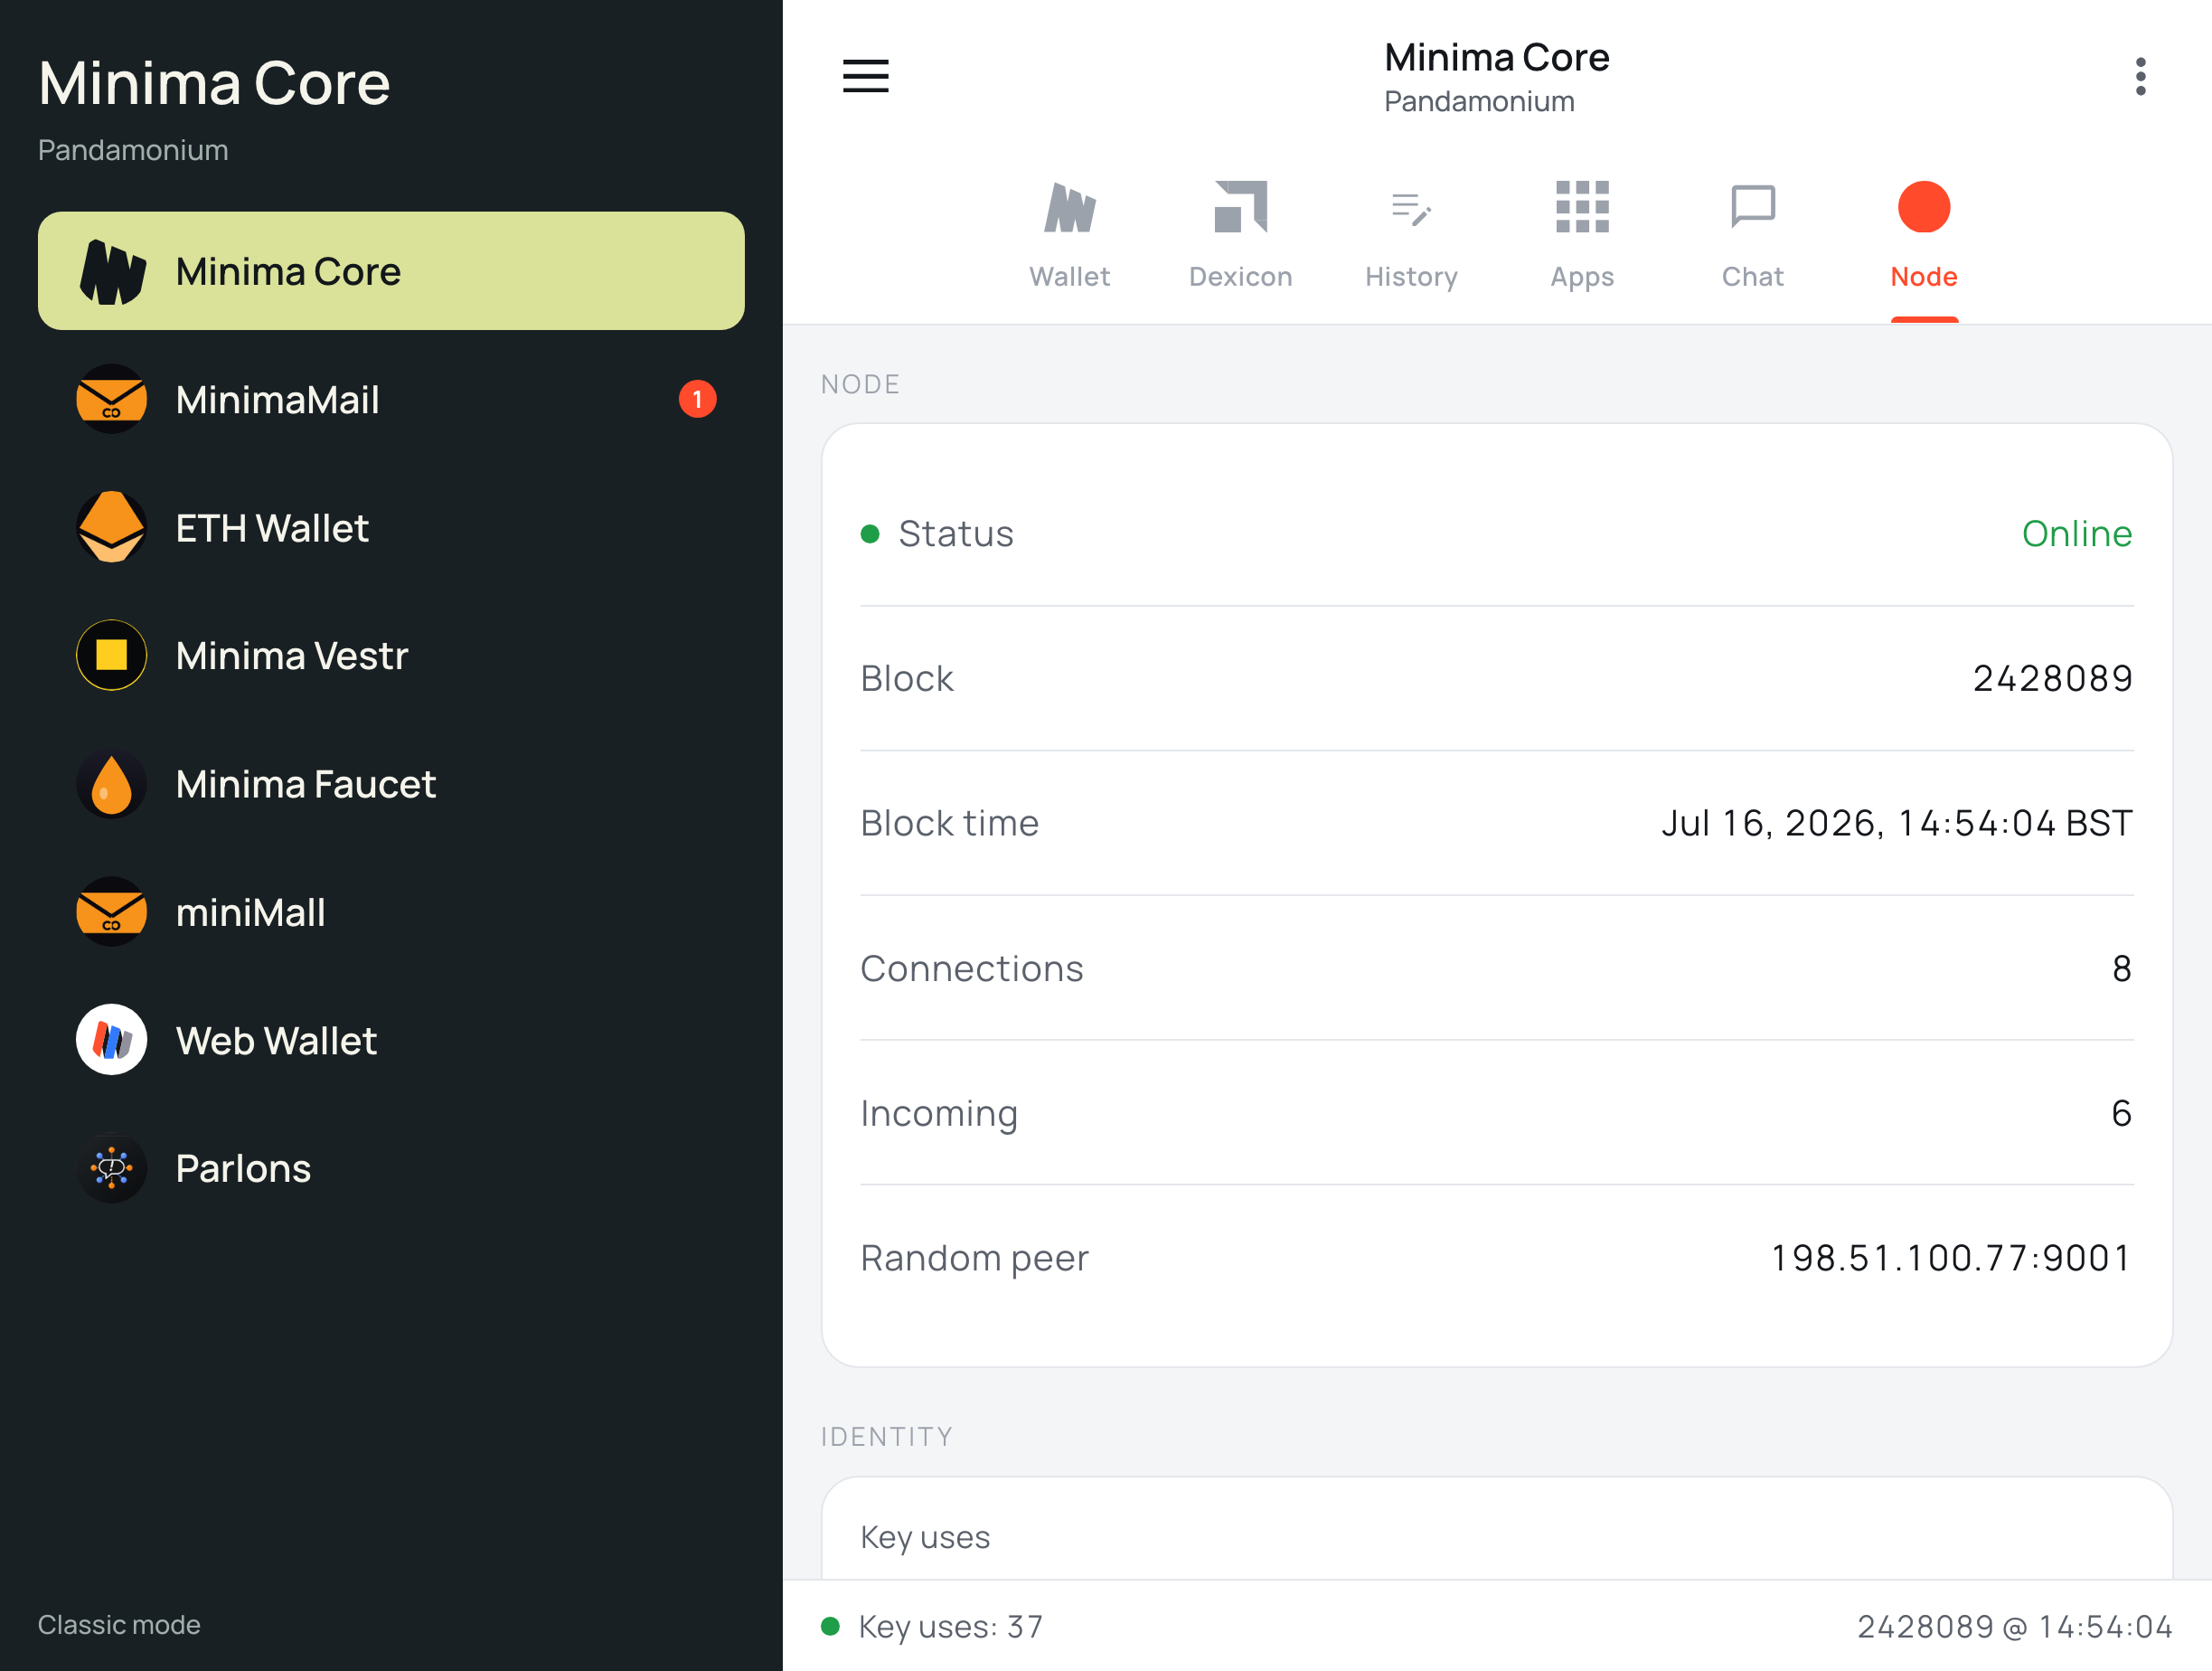 Minima Core
Pandamonium
Minima Core
MinimaMail
1
ETH Wallet
Minima Vestr
Minima Faucet
CO
miniMall
CO
Web Wallet
Parlons
Classic mode
Minima Core
Pandamonium
Wallet
Dexicon
History
Apps
Chat
Node
NODE
Status
Online
Block
2428089
Block time
Jul 16, 2026, 14:54:04 BST
Connections
8
Incoming
6
Random peer
198.51.100.77:9001
IDENTITY
Key uses
Key uses: 37
2428089 @ 14:54:04